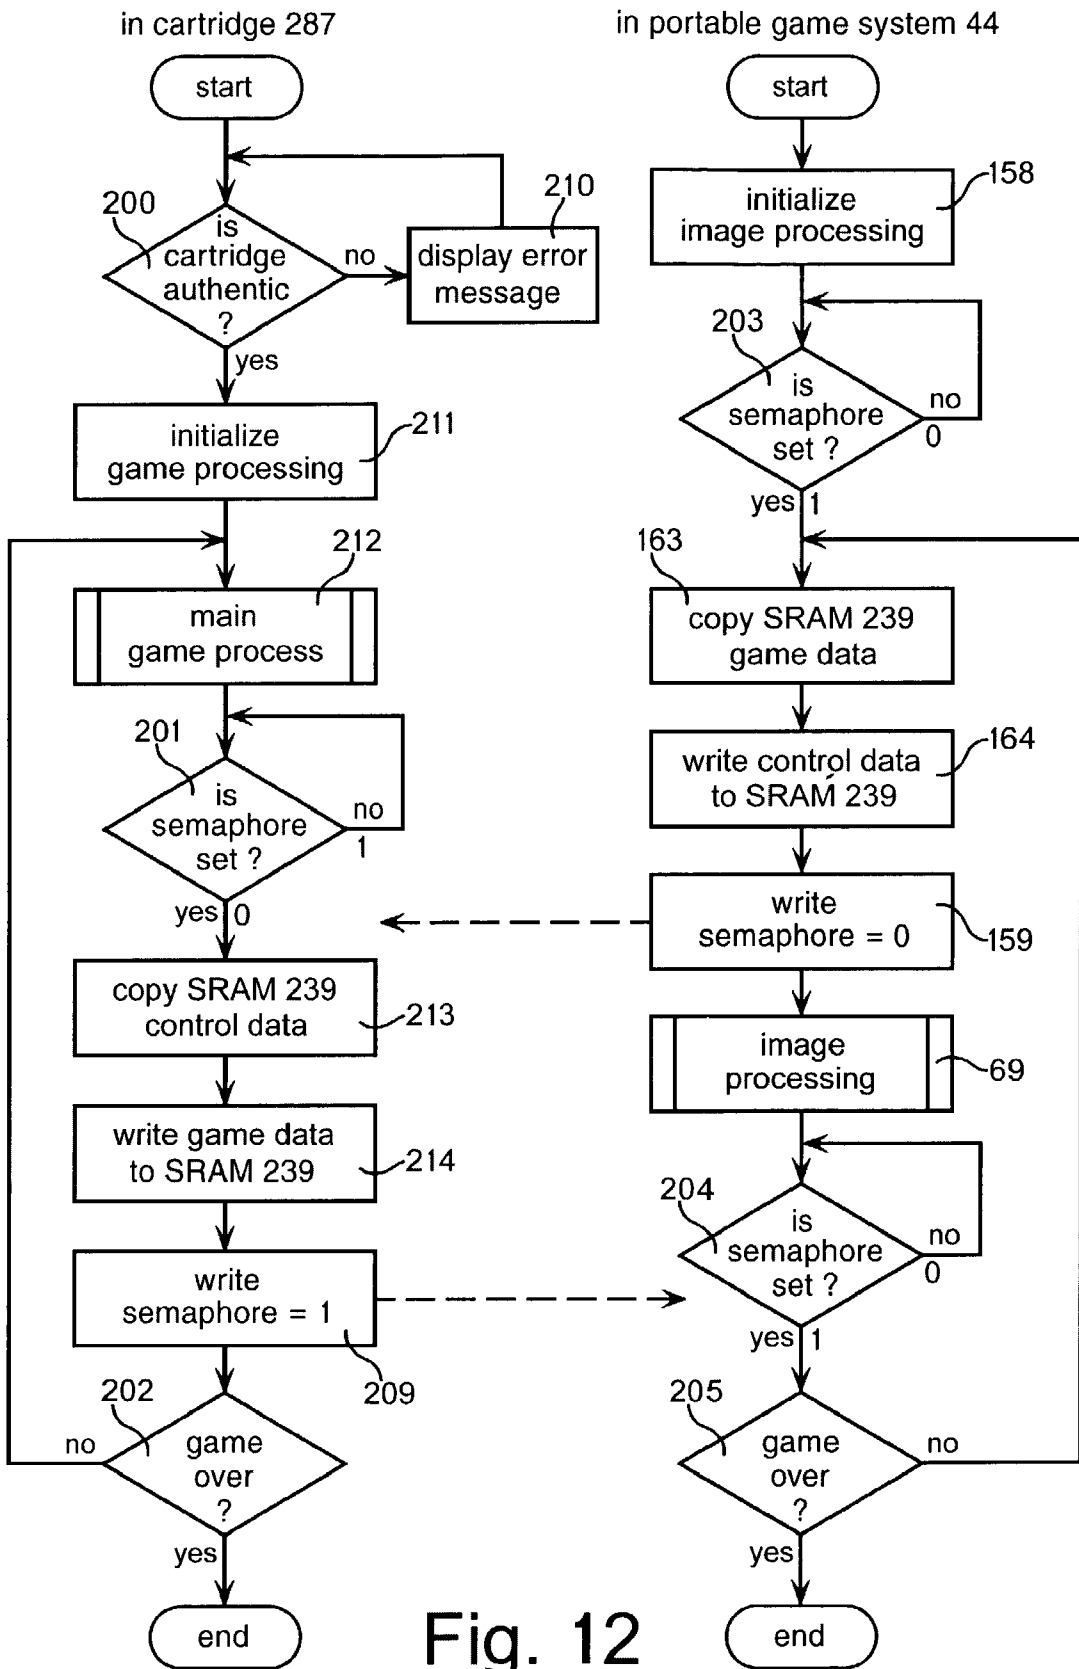 in cartridge 287
start
200
is
cartridge
authentic
?
no
yes
210
display error
message
initialize
game processing
211
212
main
game process
201
is
semaphore
set ?
no
1
yes 0
copy SRAM 239
control data
213
write game data
to SRAM 239
214
write
semaphore = 1
209
202
game
over
?
no
yes
end
in portable game system 44
start
158
initialize
image processing
203
is
semaphore
set ?
no
0
yes 1
163
copy SRAM 239
game data
164
write control data
to SRAM 239
write
semaphore = 0
159
image
processing
69
204
is
semaphore
set ?
no
0
yes 1
205
game
over
?
no
yes
end
Fig. 12